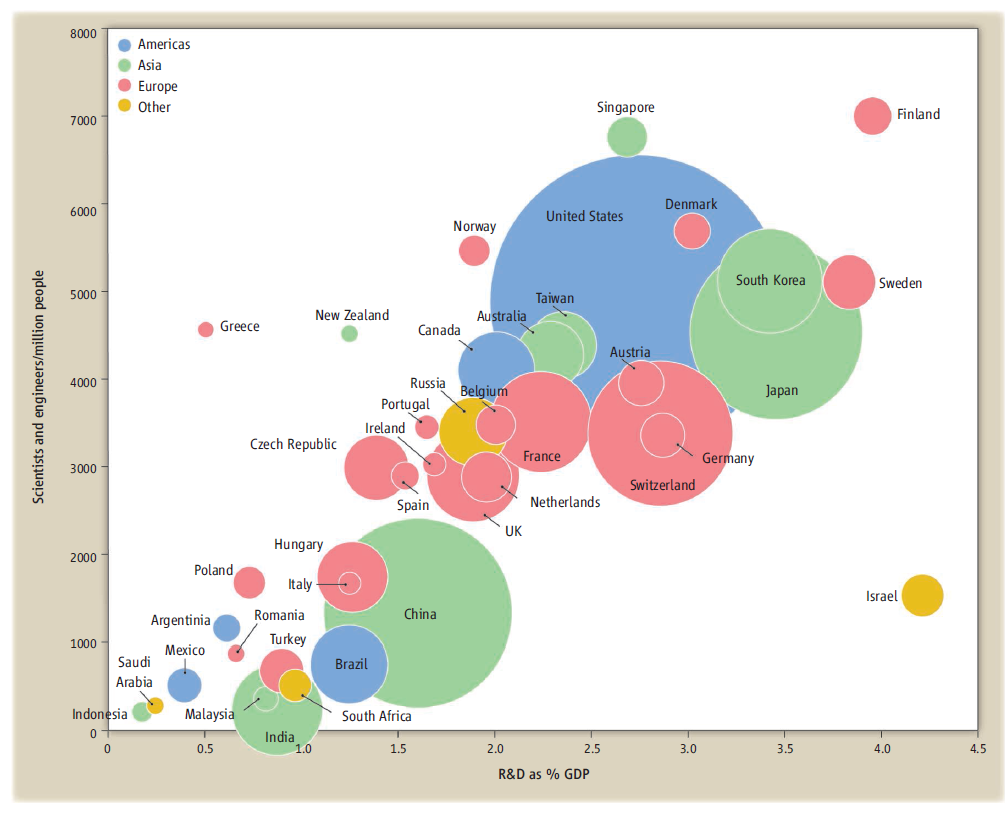 8000
7000
6000
5000
4000
3000
2000
1000
0
Scientists and engineers/million people
Americas
Asia
Europe
Other
Singapore
Finland
United States
Denmark
Norway
South Korea
Sweden
Taiwan
New Zealand
Australia
Greece
Canada
Austria
Russia
Belgium
Japan
Portugal
Ireland
Czech Republic
France
Germany
Switzerland
Spain
Netherlands
UK
Hungary
Poland
Italy
Israel
China
Argentinia
Romania
Turkey
Mexico
Brazil
Saudi
Arabia
Indonesia
Malaysia
South Africa
India
0
0.5
1.0
1.5
2.0
2.5
3.0
3.5
4.0
4.5
R&D as % GDP